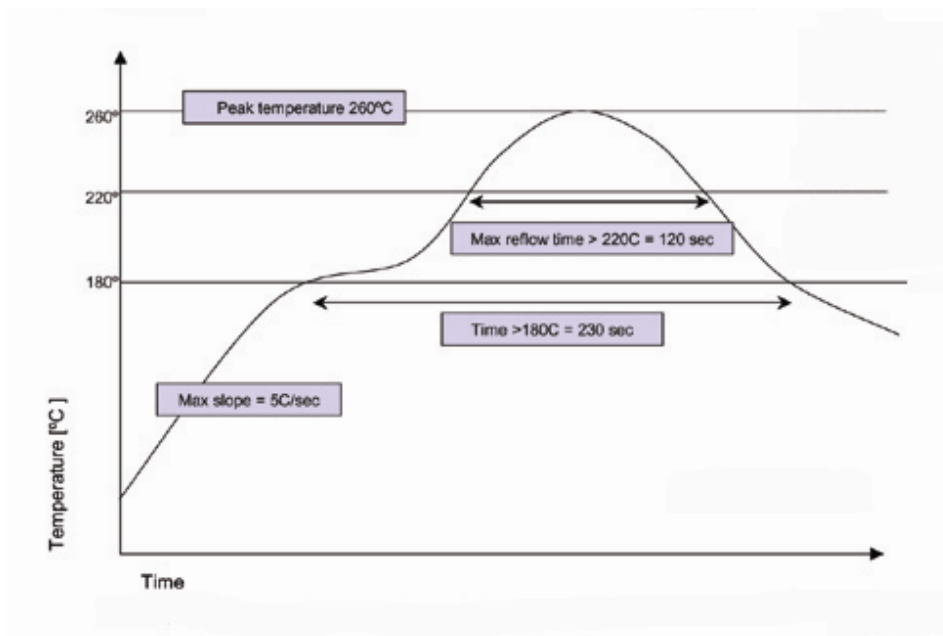 Peak temperature 260ºC
260º
220º
Max reflow time > 220C = 120 sec
180º
Time >180C = 230 sec
Max slope = 5C/sec
Temperature [ºC ]
Time